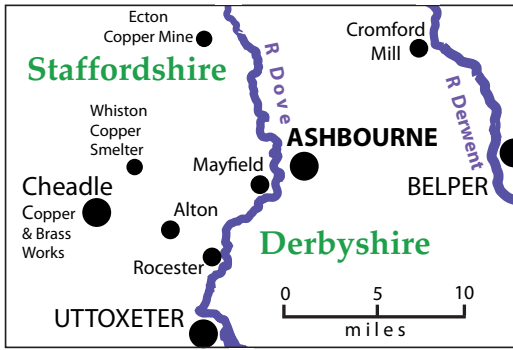 Ecton
Copper Mine
Staffordshire
R Dove
Cromford
Mill
R Derwent
Whiston
Copper
Smelter
ASHBOURNE
Mayfield
BELPER
Cheadle
Copper
& Brass
Works
Alton
Derbyshire
Rocester
UTTOXETER
0 5 10
miles